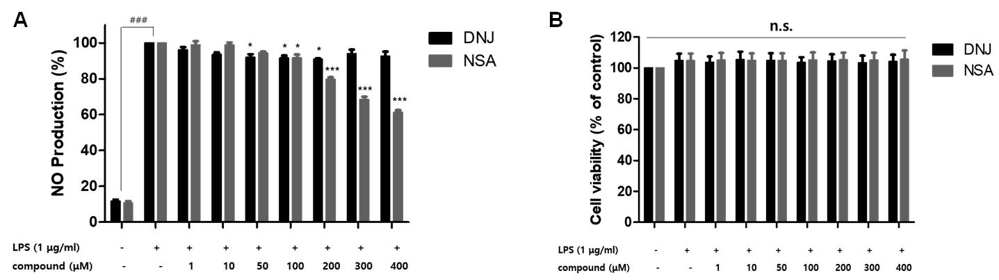 A
###
NO Production (%)
100
80
60
40
20
0
* * * * *** *** ***
DNJ
NSA
LPS (1 μg/ml) - + + + + + + + +
compound (μM) - - 1 10 50 100 200 300 400
B
n.s.
Cell viability (% of control)
120
100
80
60
40
20
0
DNJ
NSA
LPS (1 μg/ml) - + + + + + + + +
compound (μM) - - 1 10 50 100 200 300 400